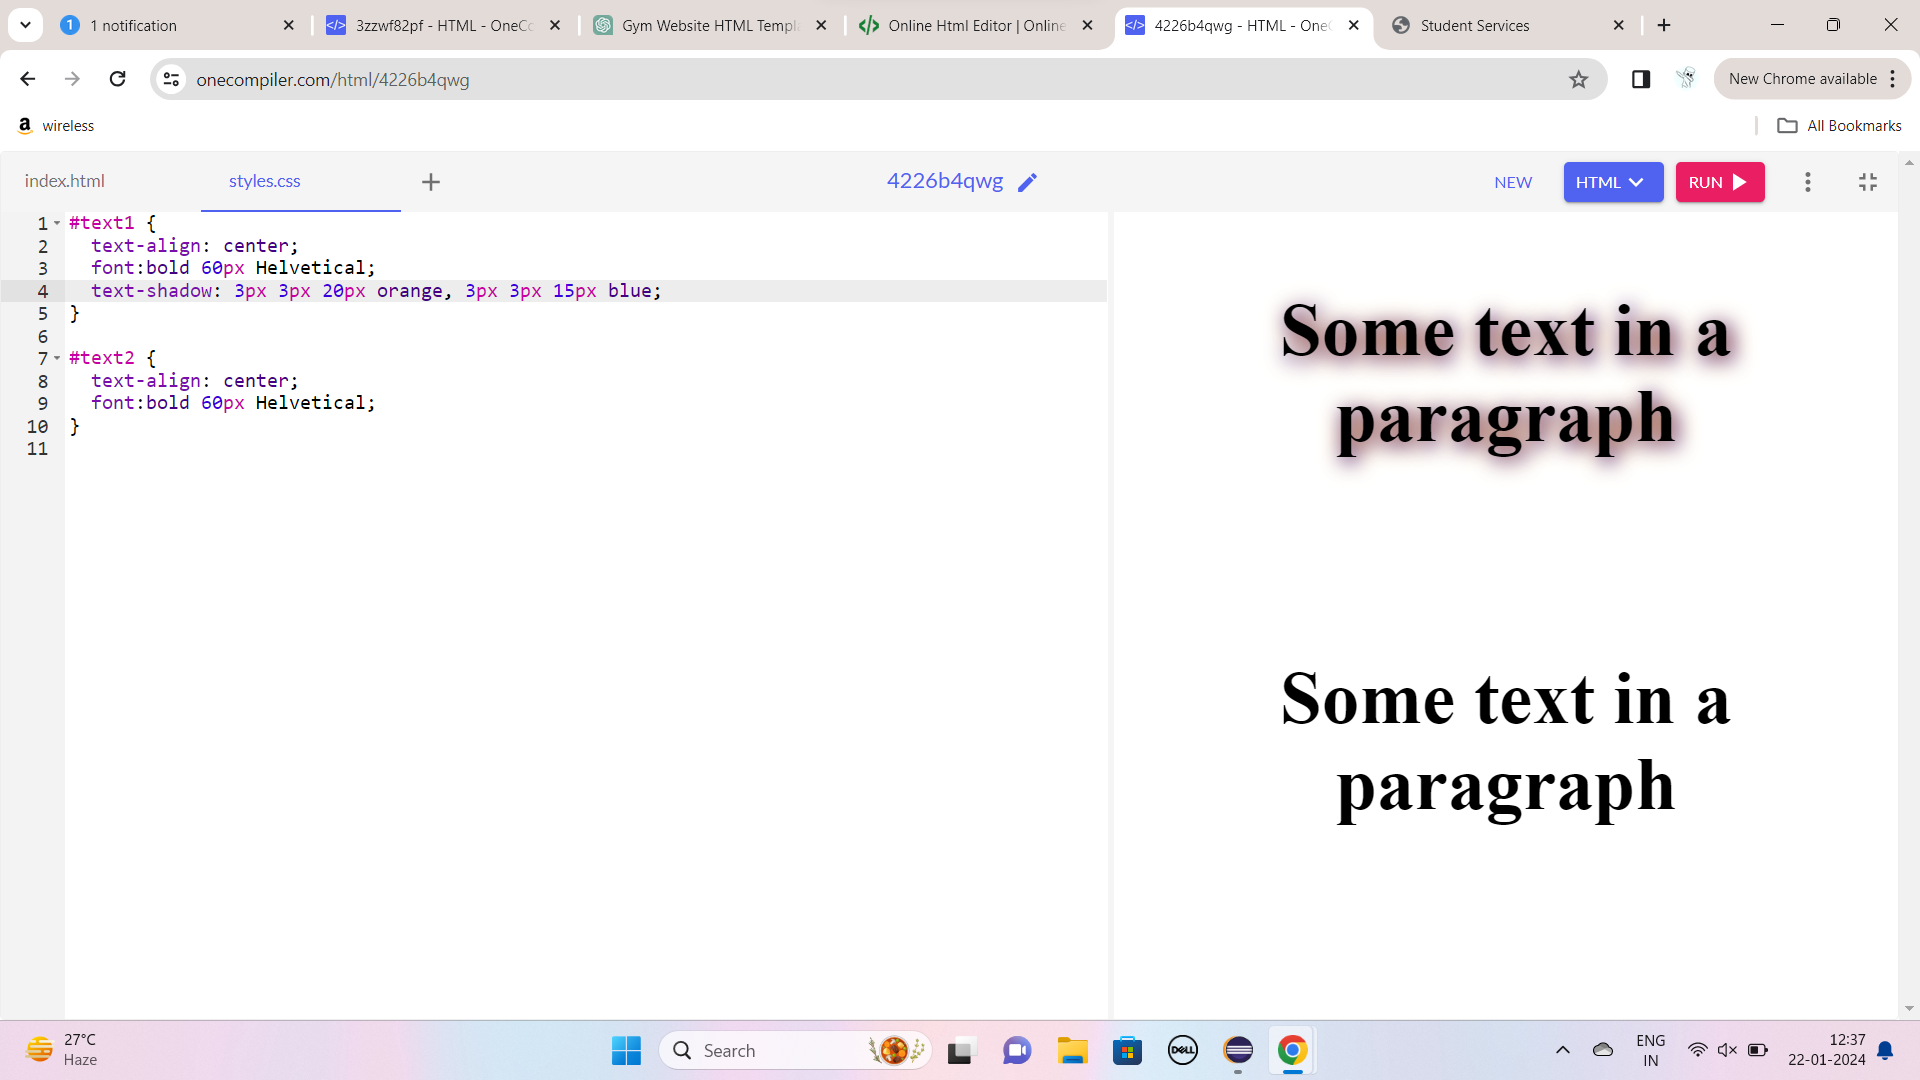 1 notification
3zzwf82pf - HTML - OneCo
Gym Website HTML Templa
Online Html Editor | Online
4226b4qwg - HTML - OneC
Student Services
onecompiler.com/html/4226b4qwg
New Chrome available
wireless
All Bookmarks
index.html
styles.css
4226b4qwg
NEW
HTML
RUN
1 #text1 {
2 text-align: center;
3 font:bold 60px Helvetical;
4 text-shadow: 3px 3px 20px orange, 3px 3px 15px blue;
5 }
6
7 #text2 {
8 text-align: center;
9 font:bold 60px Helvetical;
10 }
11
Some text in a
paragraph
Some text in a
paragraph
27°C
Haze
Search
DELL
ENG
IN
12:37
22-01-2024